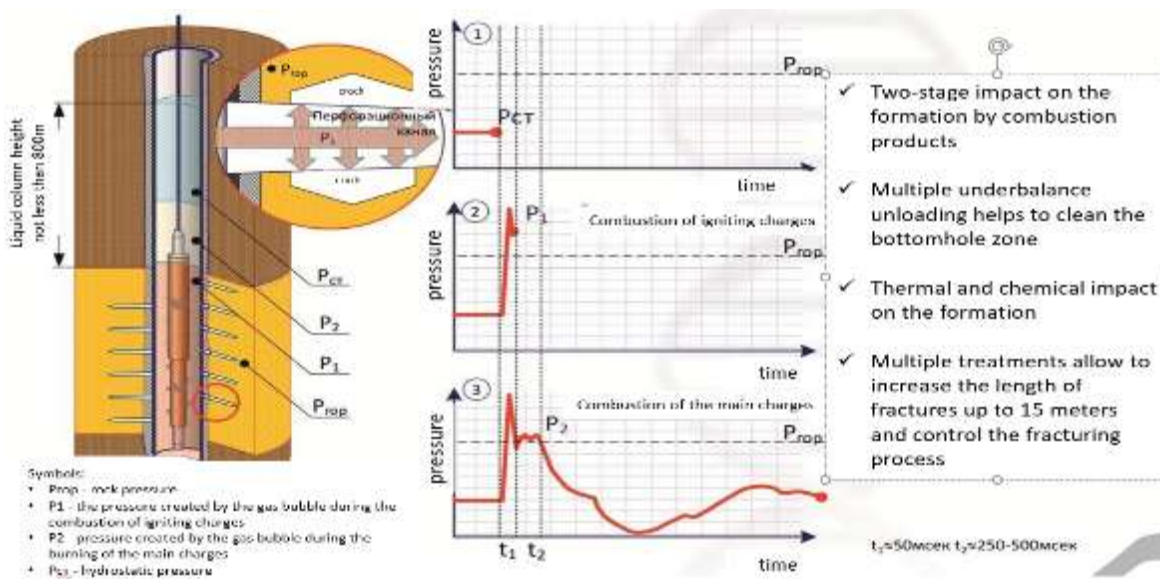 Liquid column height
not less than 800m
Pгор
crack
Перфорационный
канал
P₁
crack
Pст
P₂
P₁
Pгор
Symbols:
• Prop - rock pressure
• P1 - the pressure created by the gas bubble during the
combustion of igniting charges
• P2 - pressure created by the gas bubble during the
burning of the main charges
• Pст - hydrostatic pressure
1
pressure
Pгор
Pст
time
2
pressure
P₁
Combustion of igniting charges
Pгор
time
3
pressure
Combustion of the main charges
P₂
Pгор
t₁ t₂
time
✓ Two-stage impact on the
formation by combustion
products
✓ Multiple underbalance
unloading helps to clean the
bottomhole zone
✓ Thermal and chemical impact
on the formation
✓ Multiple treatments allow to
increase the length of
fractures up to 15 meters
and control the fracturing
process
t₁≈50мсек t₂≈250-500мсек